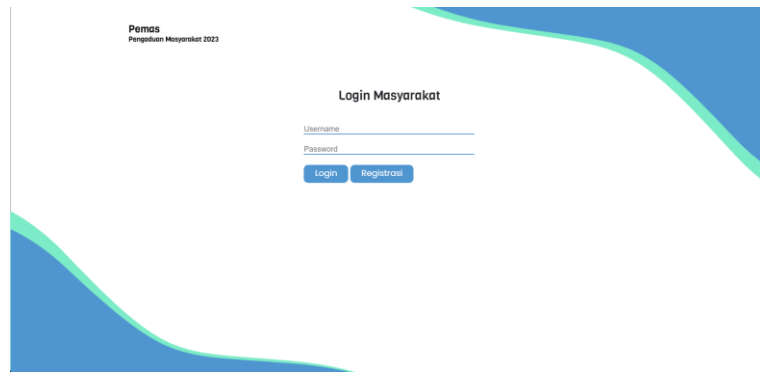 Pemas
Pengaduan Masyarakat 2023
Login Masyarakat
Username
Password
Login Registrasi